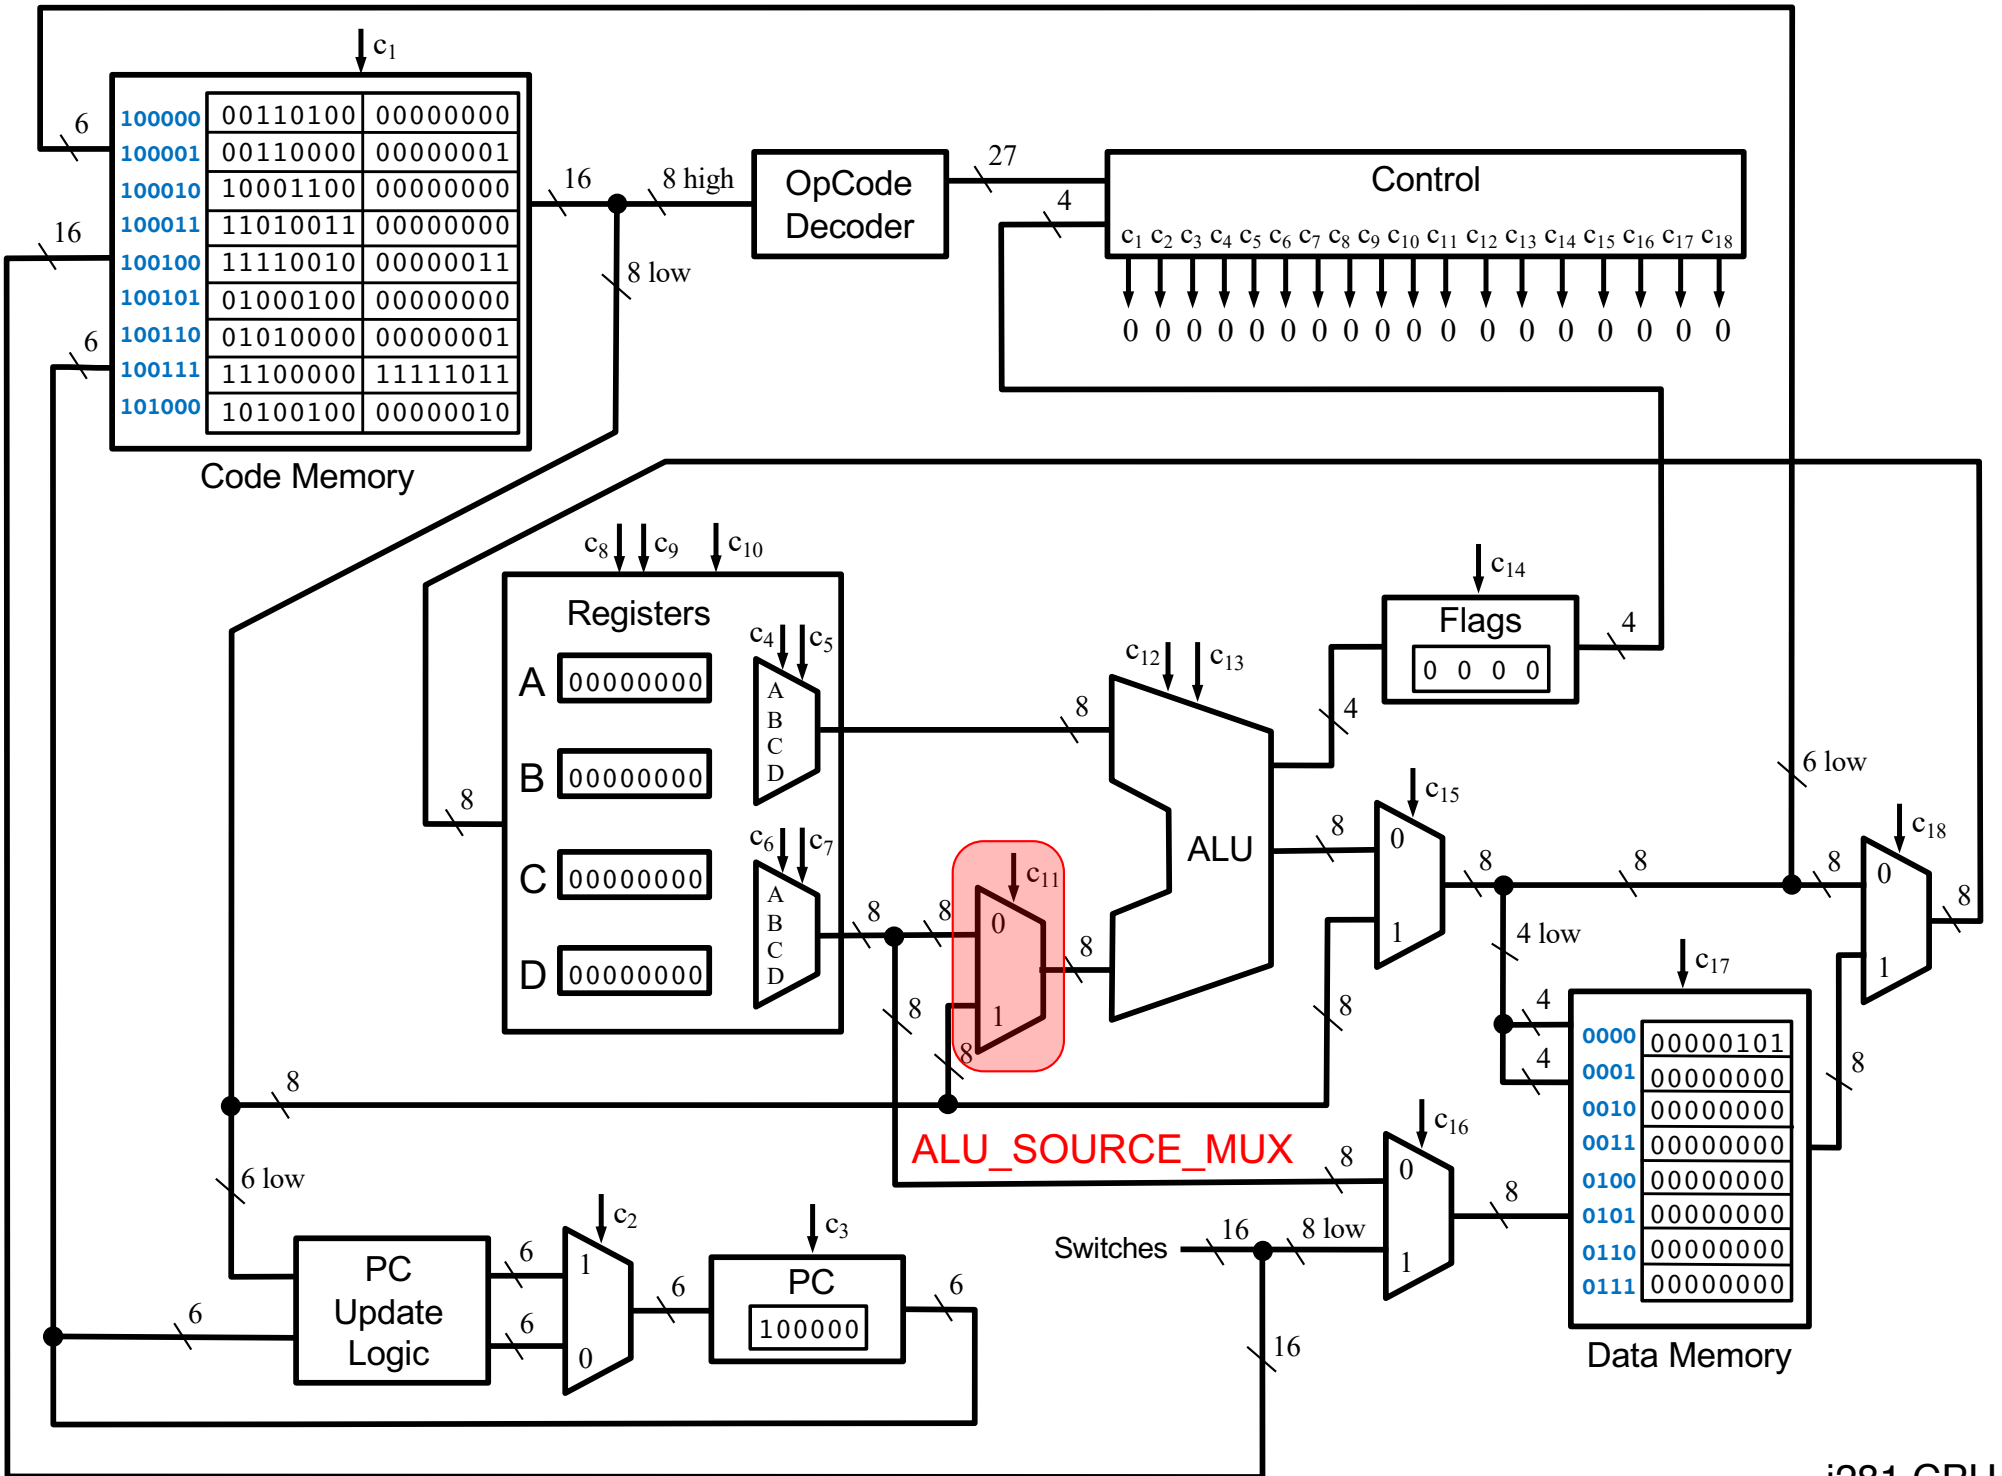 c1
6
16
6
100000 00110100 00000000
100001 00110000 00000001
100010 10001100 00000000
100011 11010011 00000000
100100 11110010 00000011
100101 01000100 00000000
100110 01010000 00000001
100111 11100000 11111011
101000 10100100 00000010
Code Memory
16
8 high
8 low
OpCode
Decoder
27
4
Control
c1 c2 c3 c4 c5 c6 c7 c8 c9 c10 c11 c12 c13 c14 c15 c16 c17 c18
0 0 0 0 0 0 0 0 0 0 0 0 0 0 0 0 0 0
c8 c9 c10
Registers
A 00000000
B 00000000
C 00000000
D 00000000
8
c4 c5
A
B
C
D
c6 c7
A
B
C
D
8
8
8
8
c11
0
1
8
8
ALU_SOURCE_MUX
c12 c13
ALU
4
c14
Flags
0 0 0 0
4
8
c15
0
1
8
8
8
6 low
8
4 low
4
4
c18
0
1
8
c17
0000 00000101
0001 00000000
0010 00000000
0011 00000000
0100 00000000
0101 00000000
0110 00000000
0111 00000000
Data Memory
8
c16
0
1
8
8
Switches
16
8 low
16
8
6 low
PC
Update
Logic
6
6
6
c2
1
0
6
c3
PC
100000
6